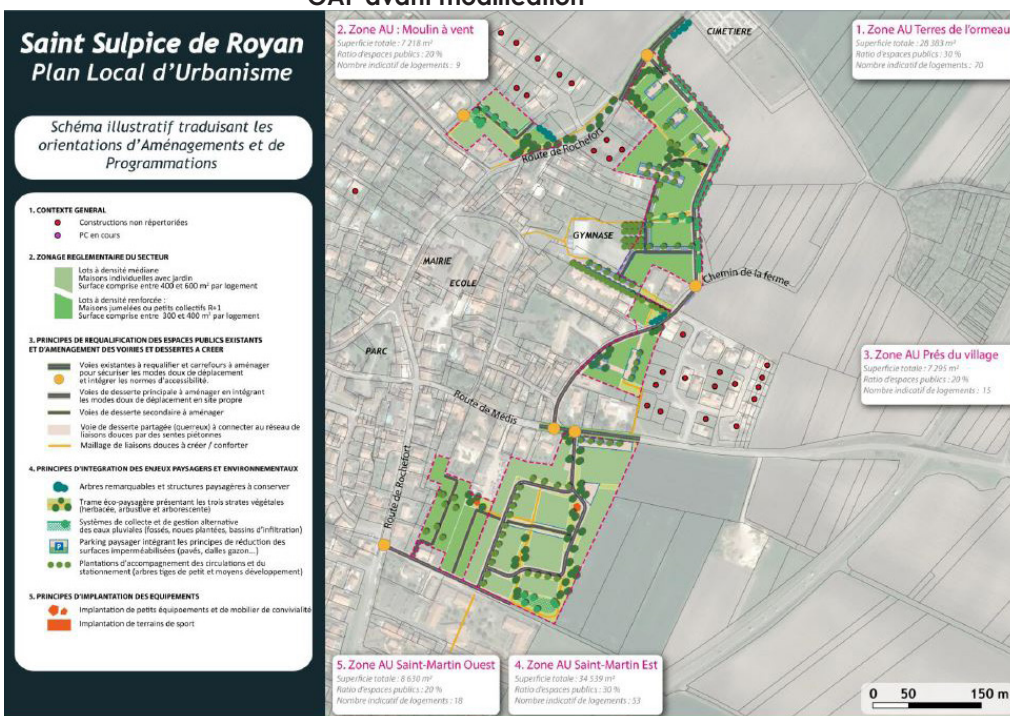 OAP avant modification
Saint Sulpice de Royan
Plan Local d'Urbanisme
Schéma illustratif traduisant les
orientations d'Aménagements et de
Programmations
1. CONTEXTE GENERAL
Constructions non répertoriées
PC en cours
2. ZONAGE REGLEMENTAIRE DU SECTEUR
Lots à densité médiane
Maisons individuelles avec jardin
Surface comprise entre 400 et 600 m² par logement
Lots à densité renforcée :
Maisons jumelées ou petits collectifs R+1
Surface comprise entre 300 et 400 m² par logement
3. PRINCIPES DE REQUALIFICATION DES ESPACES PUBLICS EXISTANTS
ET D'AMENAGEMENT DES VOIRIES ET DESSERTES A CREER
Voies existantes à requalifier et carrefours à aménager
pour sécuriser les modes doux de déplacement
et intégrer les normes d'accessibilité.
Voies de desserte principale à aménager en intégrant
les modes doux de déplacement en site propre
Voies de desserte secondaire à aménager
Voie de desserte partagée (querreux) à connecter au réseau de
liaisons douces par des sentes piétonnes
Maillage de liaisons douces à créer / conforter
4. PRINCIPES D'INTEGRATION DES ENJEUX PAYSAGERS ET ENVIRONNEMENTAUX
Arbres remarquables et structures paysagères à conserver
Trame éco-paysagère présentant les trois strates végétales
(herbacée, arbustive et arborescente)
Systèmes de collecte et de gestion alternative
des eaux pluviales (fossés, noues plantées, bassins d'infiltration)
P
Parking paysager intégrant les principes de réduction des
surfaces imperméabilisées (pavés, dalles gazon...)
Plantations d'accompagnement des circulations et du
stationnement (arbres tiges de petit et moyens développement)
5. PRINCIPES D'IMPLANTATION DES EQUIPEMENTS
Implantation de petits équipements et de mobilier de convivialité
Implantation de terrains de sport
2. Zone AU : Moulin à vent
Superficie totale : 7 218 m²
Ratio d'espaces publics : 20 %
Nombre indicatif de logements : 9
CIMETIERE
1. Zone AU Terres de l'ormeau
Superficie totale : 28 383 m²
Ratio d'espaces publics : 30 %
Nombre indicatif de logements : 70
Route de Rochefort
GYMNASE
MAIRIE
ECOLE
Chemin de la ferme
PARC
3. Zone AU Prés du village
Superficie totale : 7 295 m²
Ratio d'espaces publics : 20 %
Nombre indicatif de logements : 15
Route de Médis
Route de Rochefort
5. Zone AU Saint-Martin Ouest
Superficie totale : 8 650 m²
Ratio d'espaces publics : 20 %
Nombre indicatif de logements : 18
4. Zone AU Saint-Martin Est
Superficie totale : 34 539 m²
Ratio d'espaces publics : 30 %
Nombre indicatif de logements : 53
0 50 150 m